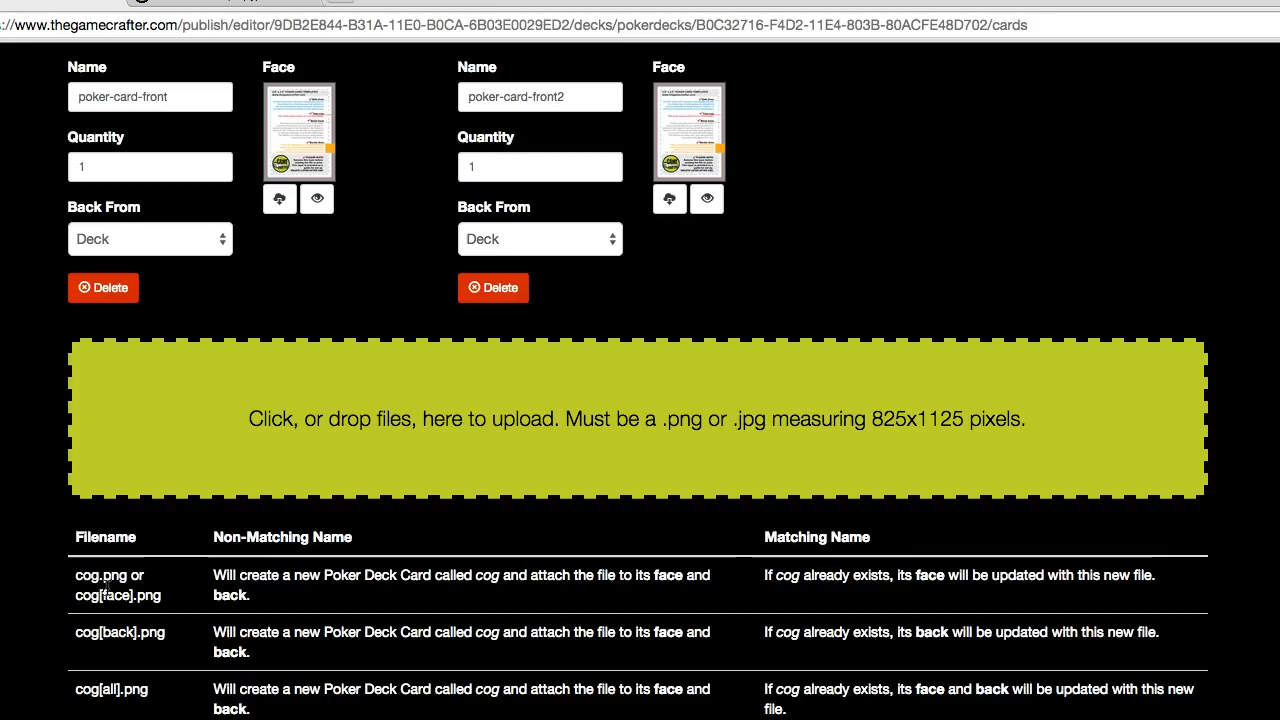 ://www.thegamecrafter.com/publish/editor/9DB2E844-B31A-11E0-B1CA-6B03E0029ED2/decks/pokerdecks/B0C32716-F4D2-11E4-803B-80ACFE48D702/cards
Name
Face
Name
Face
poker-card-front
poker-card-front2
Quantity
Quantity
1
1
Back From
Back From
Deck
Deck
Delete
Delete
Click, or drop files, here to upload. Must be a .png or .jpg measuring 825x1125 pixels.
Filename
Non-Matching Name
Matching Name
cog.png or
cog[face].png
Will create a new Poker Deck Card called cog and attach the file to its face and
back.
If cog already exists, its face will be updated with this new file.
cog[back].png
Will create a new Poker Deck Card called cog and attach the file to its face and
back.
If cog already exists, its back will be updated with this new file.
cog[all].png
Will create a new Poker Deck Card called cog and attach the file to its face and
back.
If cog already exists, its face and back will be updated with this new
file.